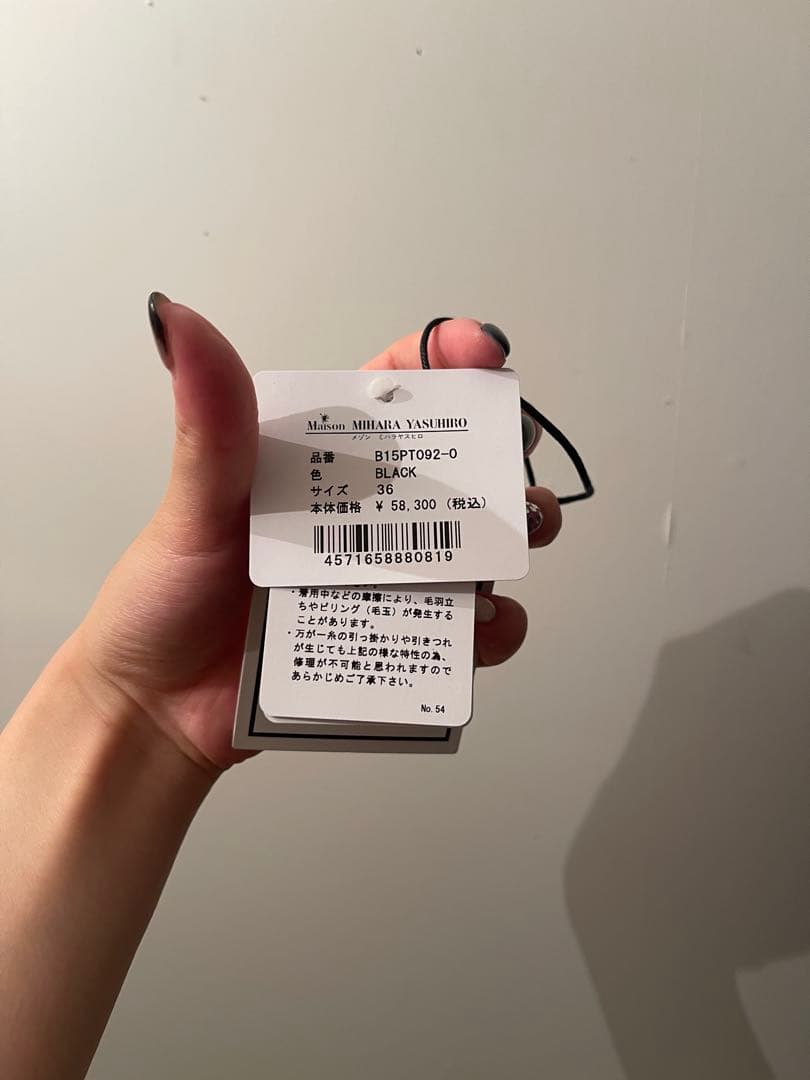 Maison MIHARA YASUHIRO
メゾン ミハラヤスヒロ
品番 B15PT092-0
色 BLACK
サイズ 36
本体価格 ¥ 58,300 (税込)
4571658880819
・着用中などの摩擦により、毛羽立
ちやピリング（毛玉）が発生する
ことがあります。
・万が一糸の引っ掛かりや引きつれ
が生じても上記の様な特性の為、
修理が不可能と思われますので
あらかじめご了承下さい。
No. 54